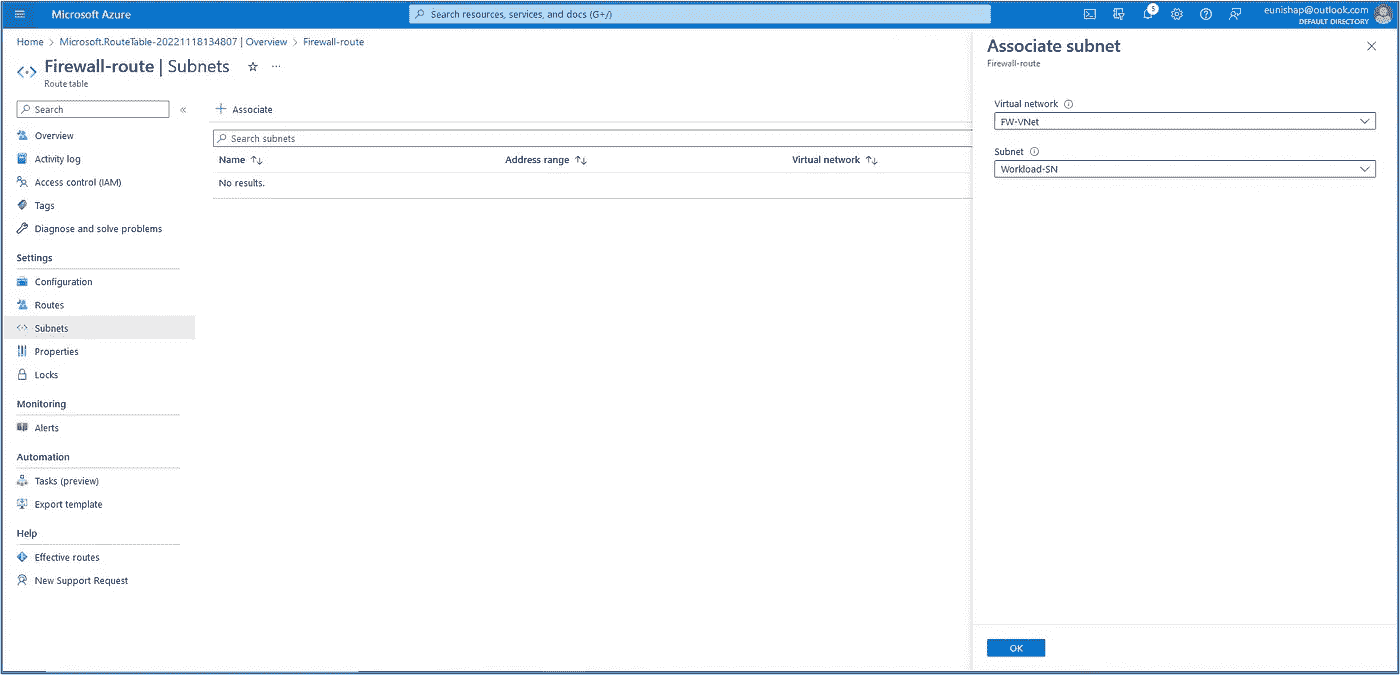 Microsoft Azure
Search resources, services, and docs (G+/)
5
eunishap@outlook.com
DEFAULT DIRECTORY
Home > Microsoft.RouteTable-20221118134807 | Overview > Firewall-route
Firewall-route | Subnets
Route table
Search
Overview
Activity log
Access control (IAM)
Tags
Diagnose and solve problems
Settings
Configuration
Routes
Subnets
Properties
Locks
Monitoring
Alerts
Automation
Tasks (preview)
Export template
Help
Effective routes
New Support Request
Associate
Search subnets
Name Address range Virtual network
No results.
Associate subnet
Firewall-route
Virtual network
FW-VNet
Subnet
Workload-SN
OK